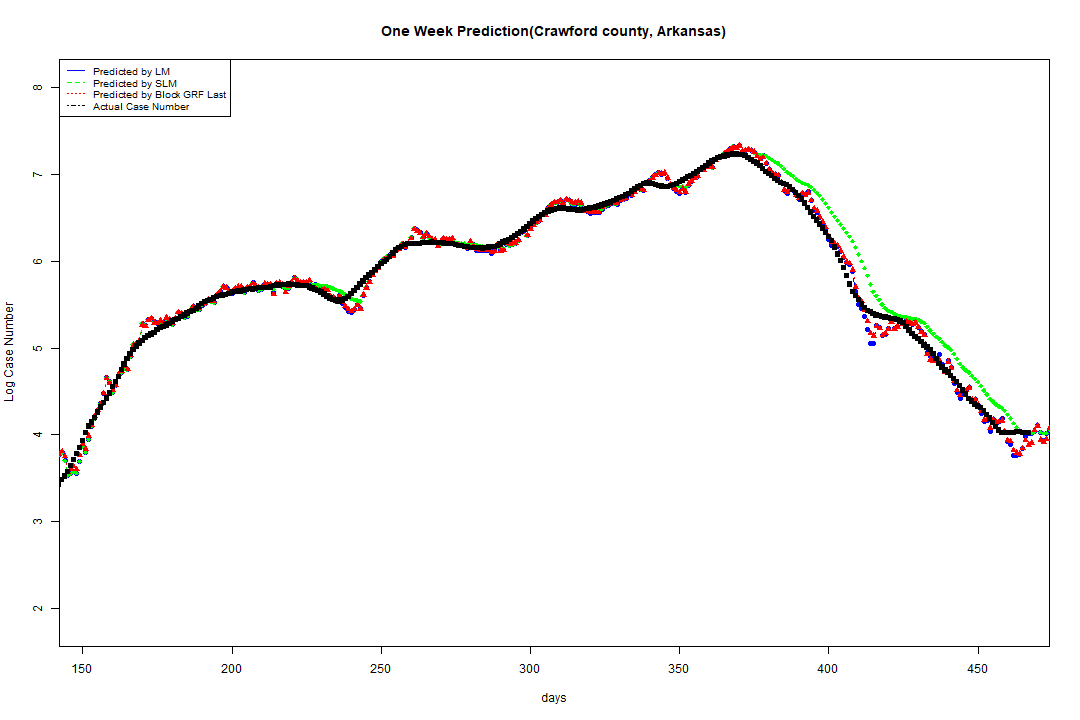 One Week Prediction(Crawford county, Arkansas)
Predicted by LM
Predicted by SLM
Predicted by Block GRF Last
Actual Case Number
8
7
6
5
4
3
2
Log Case Number
150 200 250 300 350 400 450
days